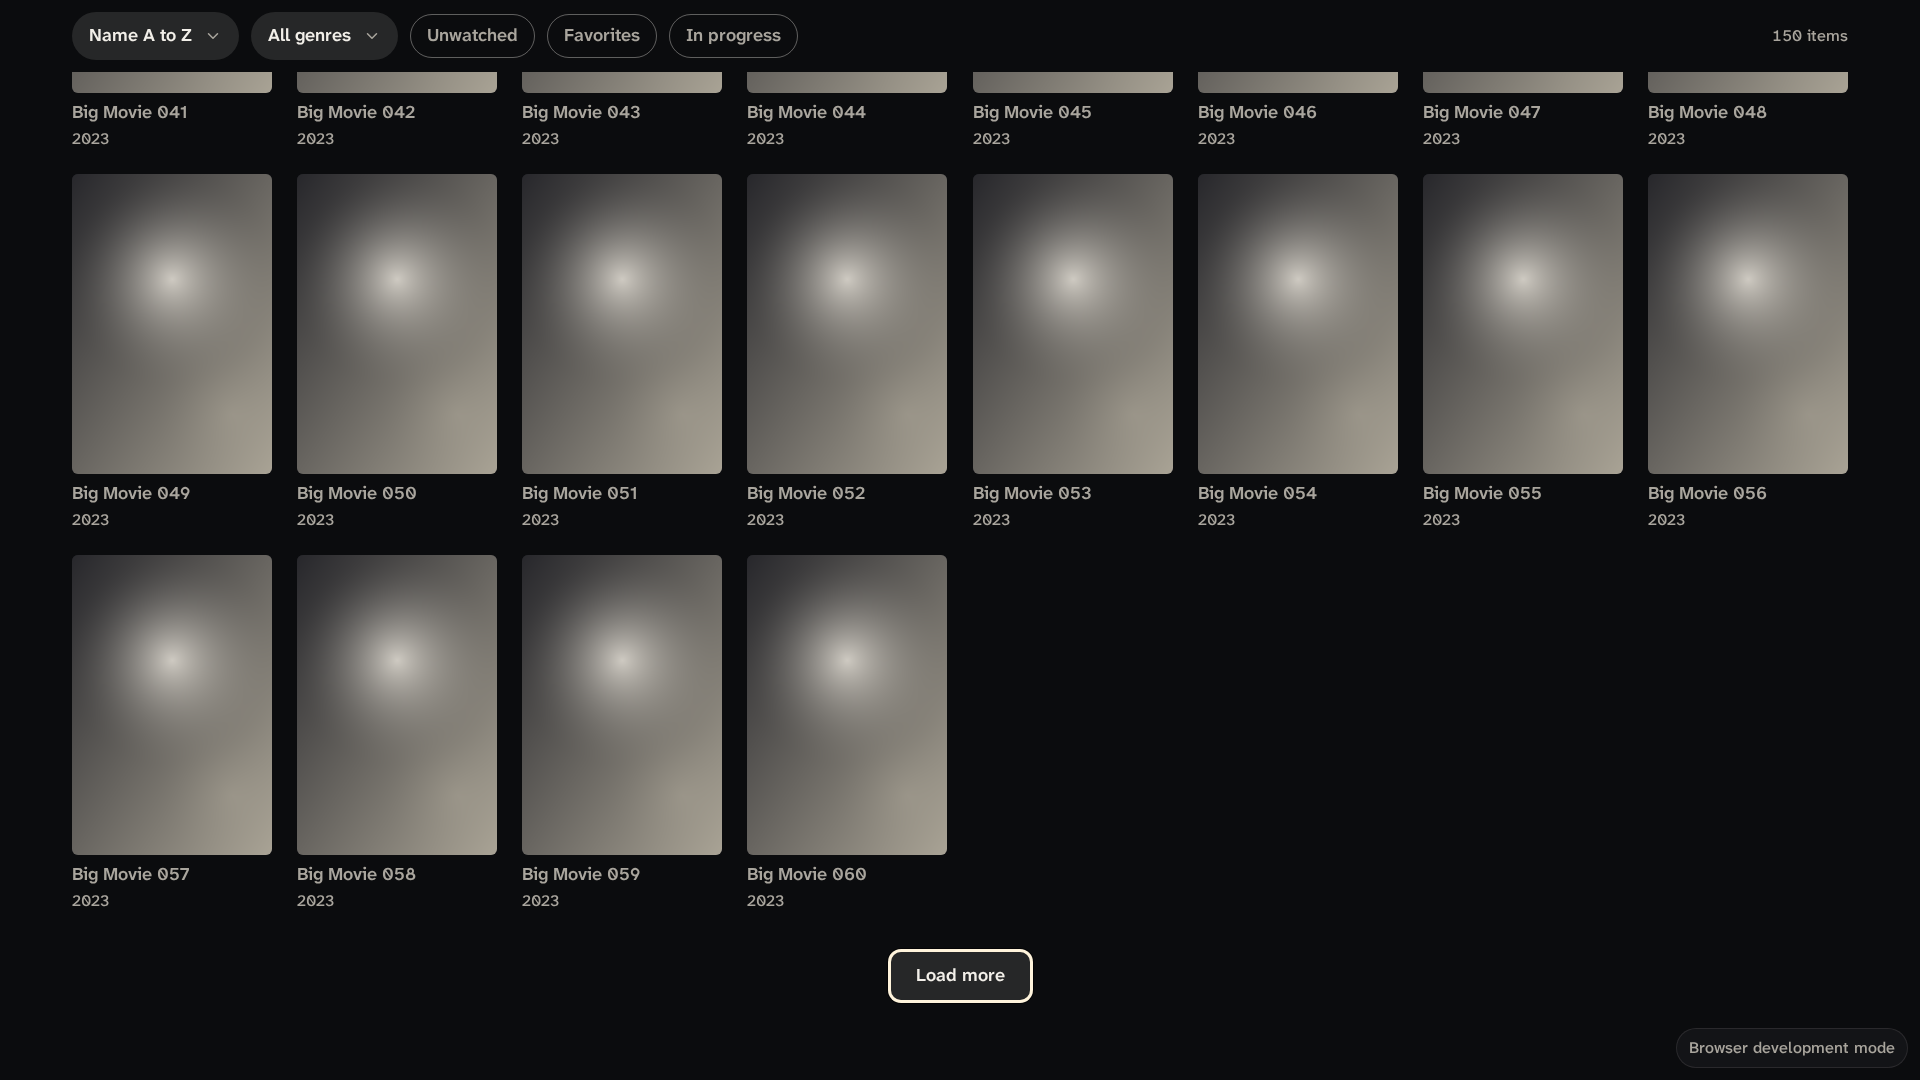 Name A to Z
All genres
Unwatched
Favorites
In progress
150 items
Big Movie 041
2023
Big Movie 042
2023
Big Movie 043
2023
Big Movie 044
2023
Big Movie 045
2023
Big Movie 046
2023
Big Movie 047
2023
Big Movie 048
2023
Big Movie 049
2023
Big Movie 050
2023
Big Movie 051
2023
Big Movie 052
2023
Big Movie 053
2023
Big Movie 054
2023
Big Movie 055
2023
Big Movie 056
2023
Big Movie 057
2023
Big Movie 058
2023
Big Movie 059
2023
Big Movie 060
2023
Load more
Browser development mode